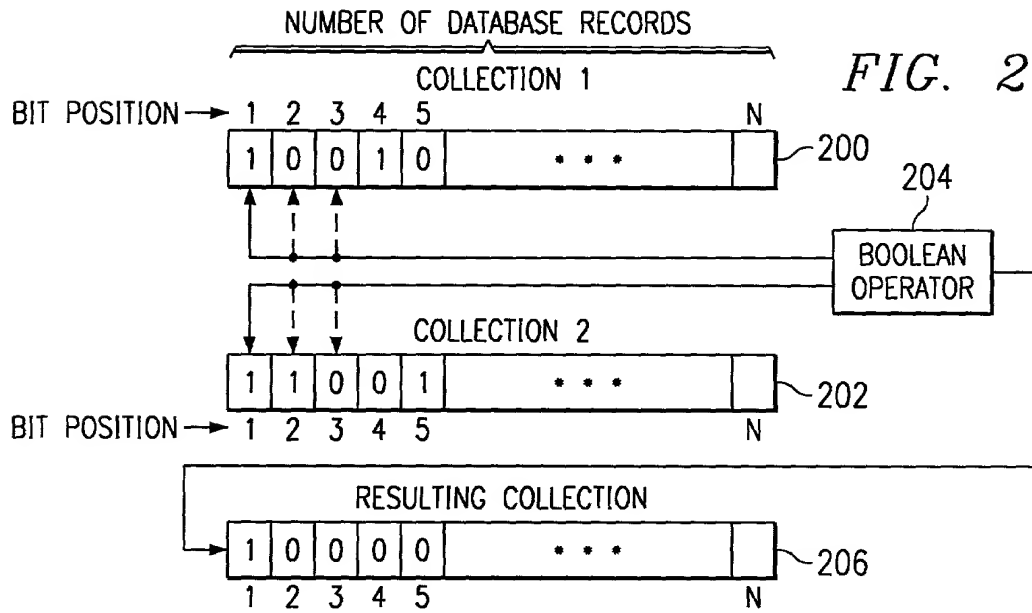 NUMBER OF DATABASE RECORDS
COLLECTION 1
FIG. 2
BIT POSITION 1 2 3 4 5 N
1 0 0 1 0 • • • 200
204
BOOLEAN
OPERATOR
COLLECTION 2
1 1 0 0 1 • • • 202
BIT POSITION 1 2 3 4 5 N
RESULTING COLLECTION
1 0 0 0 0 • • • 206
1 2 3 4 5 N